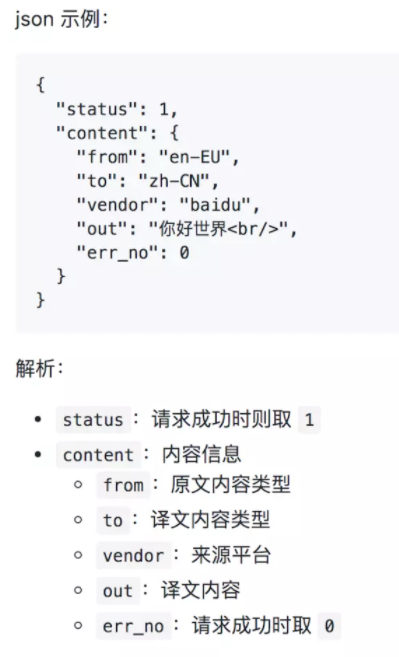 json 示例：
{
  "status": 1,
  "content": {
    "from": "en-EU",
    "to": "zh-CN",
    "vendor": "baidu",
    "out": "你好世界<br/>",
    "err_no": 0
  }
}
解析：
• status： 请求成功时则取 1
• content： 内容信息
◦ from： 原文内容类型
◦ to： 译文内容类型
◦ vendor： 来源平台
◦ out： 译文内容
◦ err_no： 请求成功时取 0